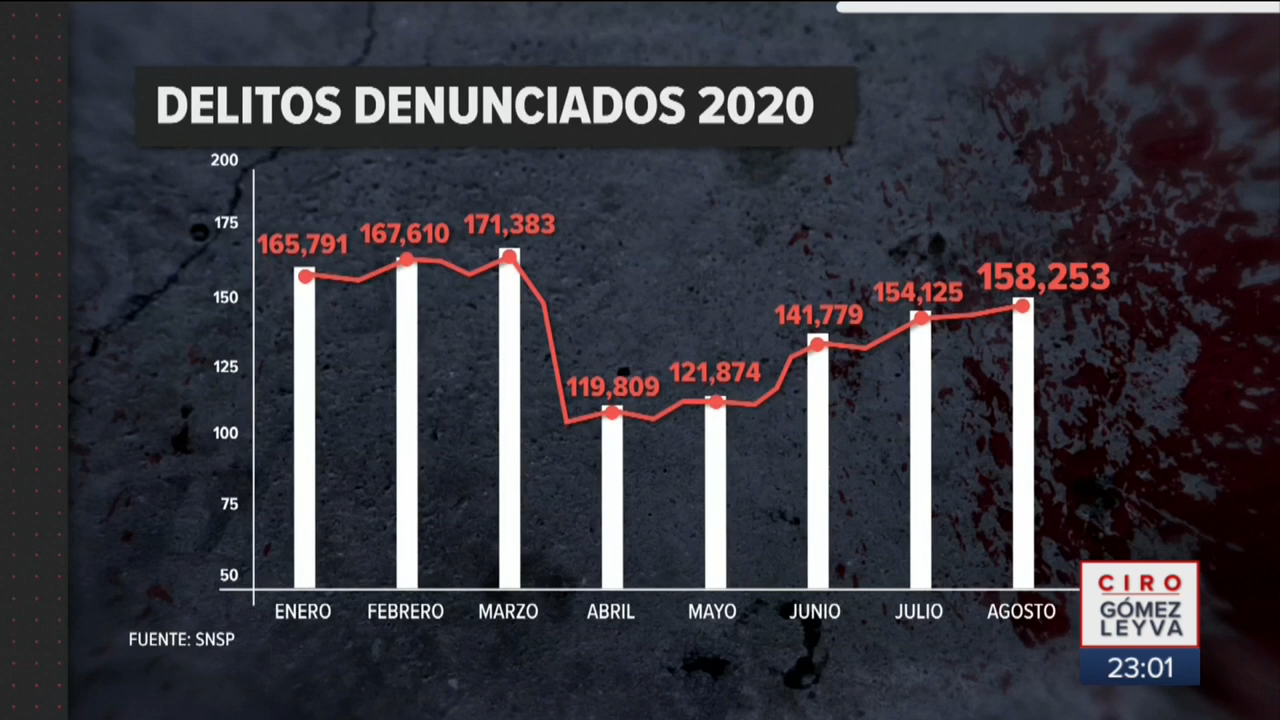 DELITOS DENUNCIADOS 2020
200
175
150
125
100
75
50
165,791
167,610
171,383
119,809
121,874
141,779
154,125
158,253
ENERO
FEBRERO
MARZO
ABRIL
MAYO
JUNIO
JULIO
AGOSTO
FUENTE: SNSP
CIRO
GÓMEZ
LEYVA
23:01